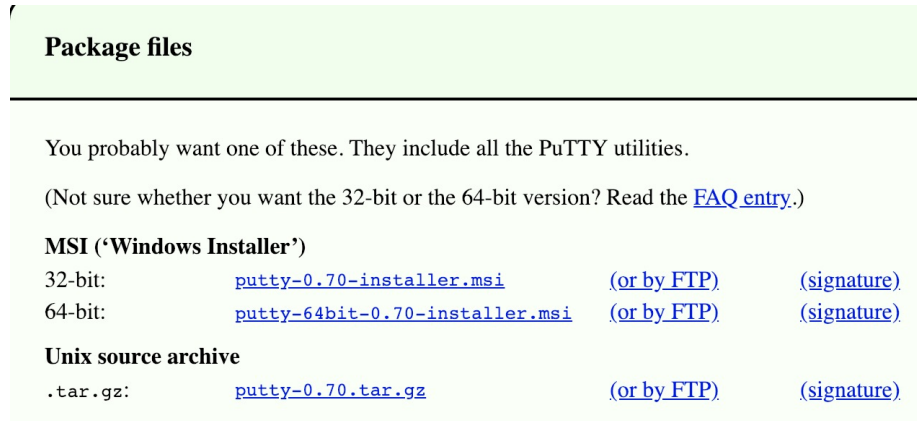 Package files
You probably want one of these. They include all the PuTTY utilities.
(Not sure whether you want the 32-bit or the 64-bit version? Read the FAQ entry.)
MSI (‘Windows Installer’)
32-bit: putty-0.70-installer.msi (or by FTP) (signature)
64-bit: putty-64bit-0.70-installer.msi (or by FTP) (signature)
Unix source archive
.tar.gz: putty-0.70.tar.gz (or by FTP) (signature)